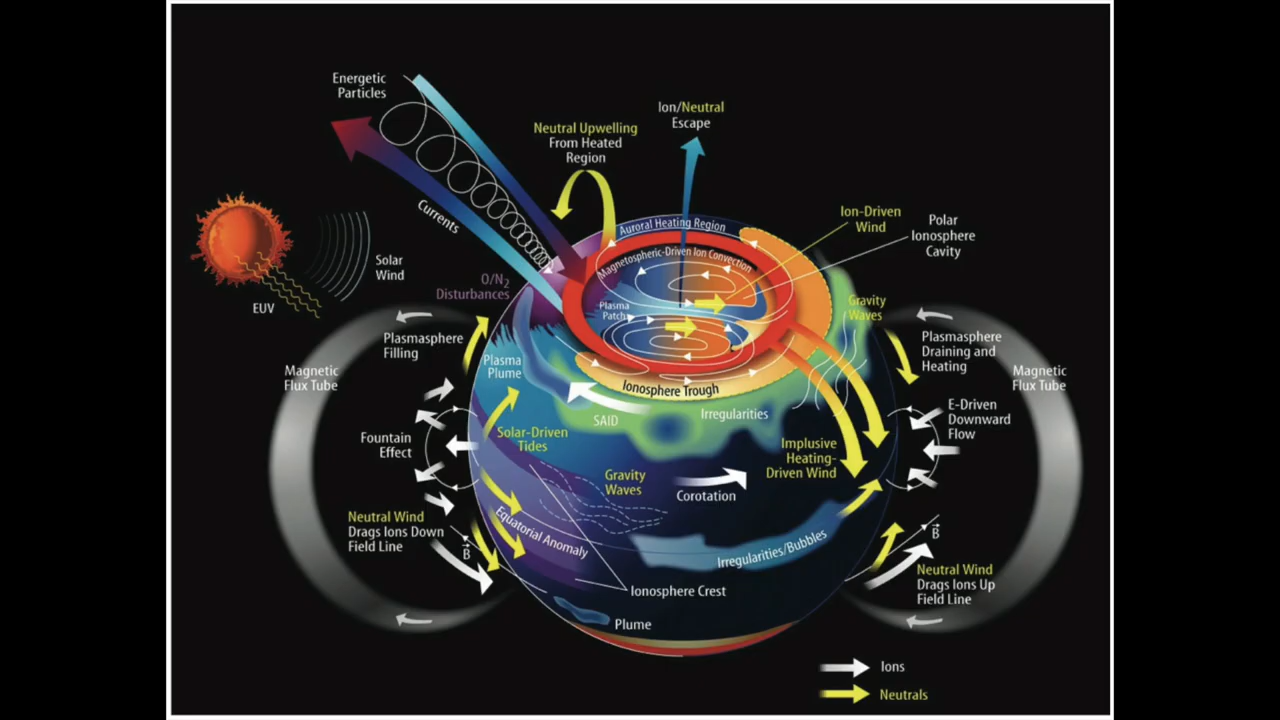 Energetic
Particles
Ion/Neutral
Escape
Neutral Upwelling
From Heated
Region
Currents
Auroral Heating Region
Ion-Driven
Wind
Polar
Ionosphere
Cavity
Magnetospheric-Driven Ion Convection
Solar
Wind
EUV
O/N2
Disturbances
Plasma
Patch
Gravity
Waves
Plasmasphere
Filling
Plasmasphere
Draining and
Heating
Magnetic
Flux Tube
Magnetic
Flux Tube
Plasma
Plume
Ionosphere Trough
SAID
Irregularities
E-Driven
Downward
Flow
Fountain
Effect
Solar-Driven
Tides
Implusive
Heating-
Driven Wind
Gravity
Waves
Corotation
Neutral Wind
Drags Ions Down
Field Line
B
Equatorial Anomaly
Irregularities/Bubbles
B
Neutral Wind
Drags Ions Up
Field Line
Ionosphere Crest
Plume
Ions
Neutrals